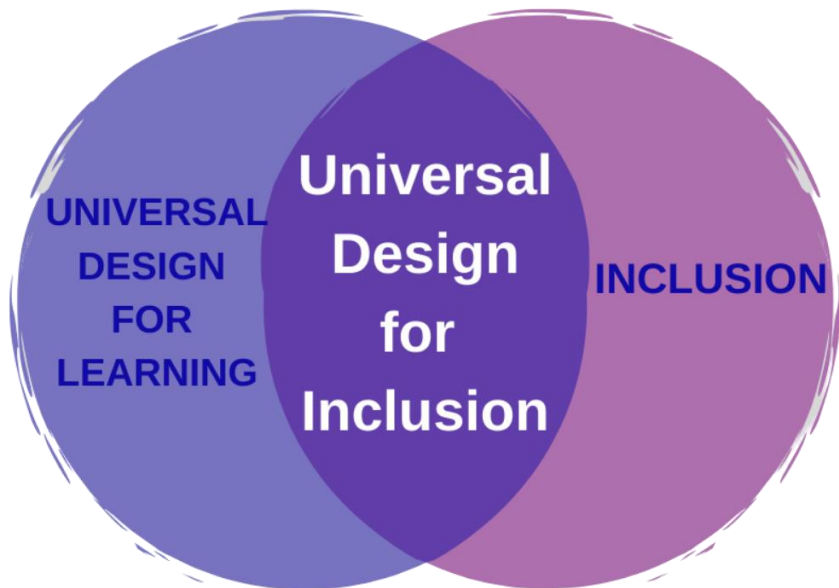 UNIVERSAL
DESIGN
FOR
LEARNING
Universal
Design
for
Inclusion
INCLUSION